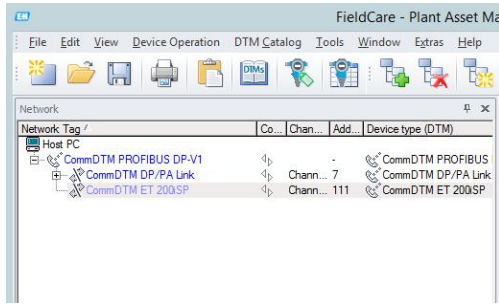 EH FieldCare - Plant Asset Ma
File Edit View Device Operation DTM Catalog Tools Window Extras Help
DTMs
Network
Network Tag Co... Chan... Add... Device type (DTM)
Host PC
CommDTM PROFIBUS DP-V1 - CommDTM PROFIBUS
CommDTM DP/PA Link Chann... 7 CommDTM DP/PA Link
CommDTM ET 200iSP Chann... 111 CommDTM ET 200iSP